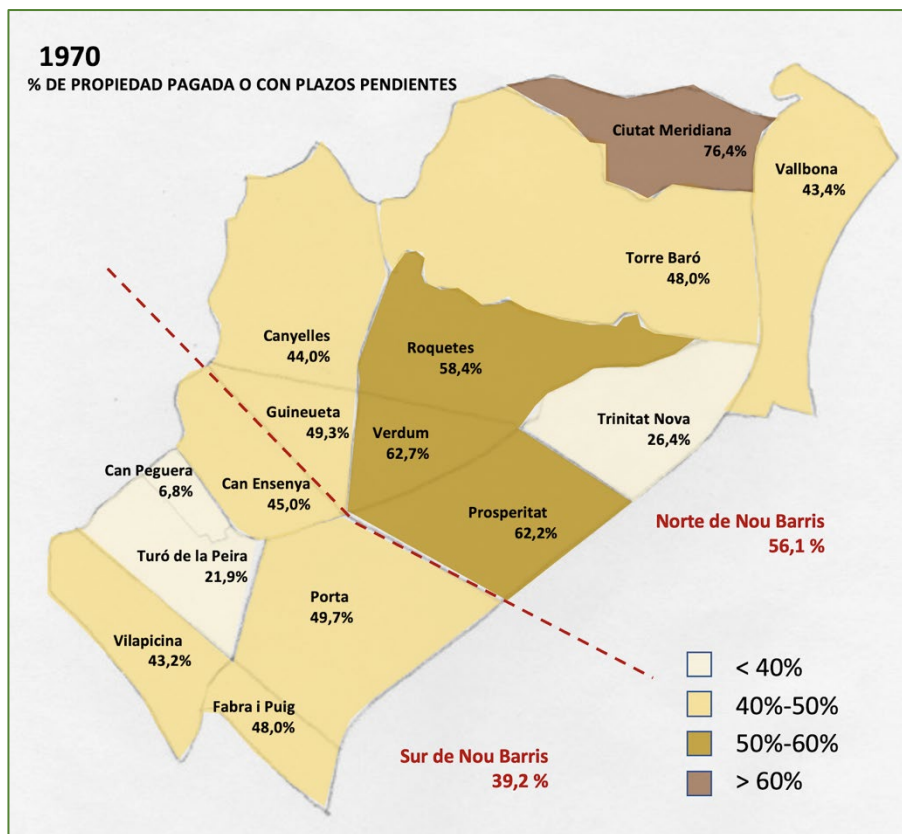 1970
% DE PROPIEDAD PAGADA O CON PLAZOS PENDIENTES
Ciutat Meridiana
76,4%
Vallbona
43,4%
Torre Baró
48,0%
Canyelles
44,0%
Roquetes
58,4%
Guineueta
49,3%
Verdum
62,7%
Trinitat Nova
26,4%
Can Peguera
6,8%
Can Ensenya
45,0%
Prosperitat
62,2%
Norte de Nou Barris
56,1 %
Turó de la Peira
21,9%
Porta
49,7%
Vilapicina
43,2%
Fabra i Puig
48,0%
Sur de Nou Barris
39,2 %
< 40%
40%-50%
50%-60%
> 60%